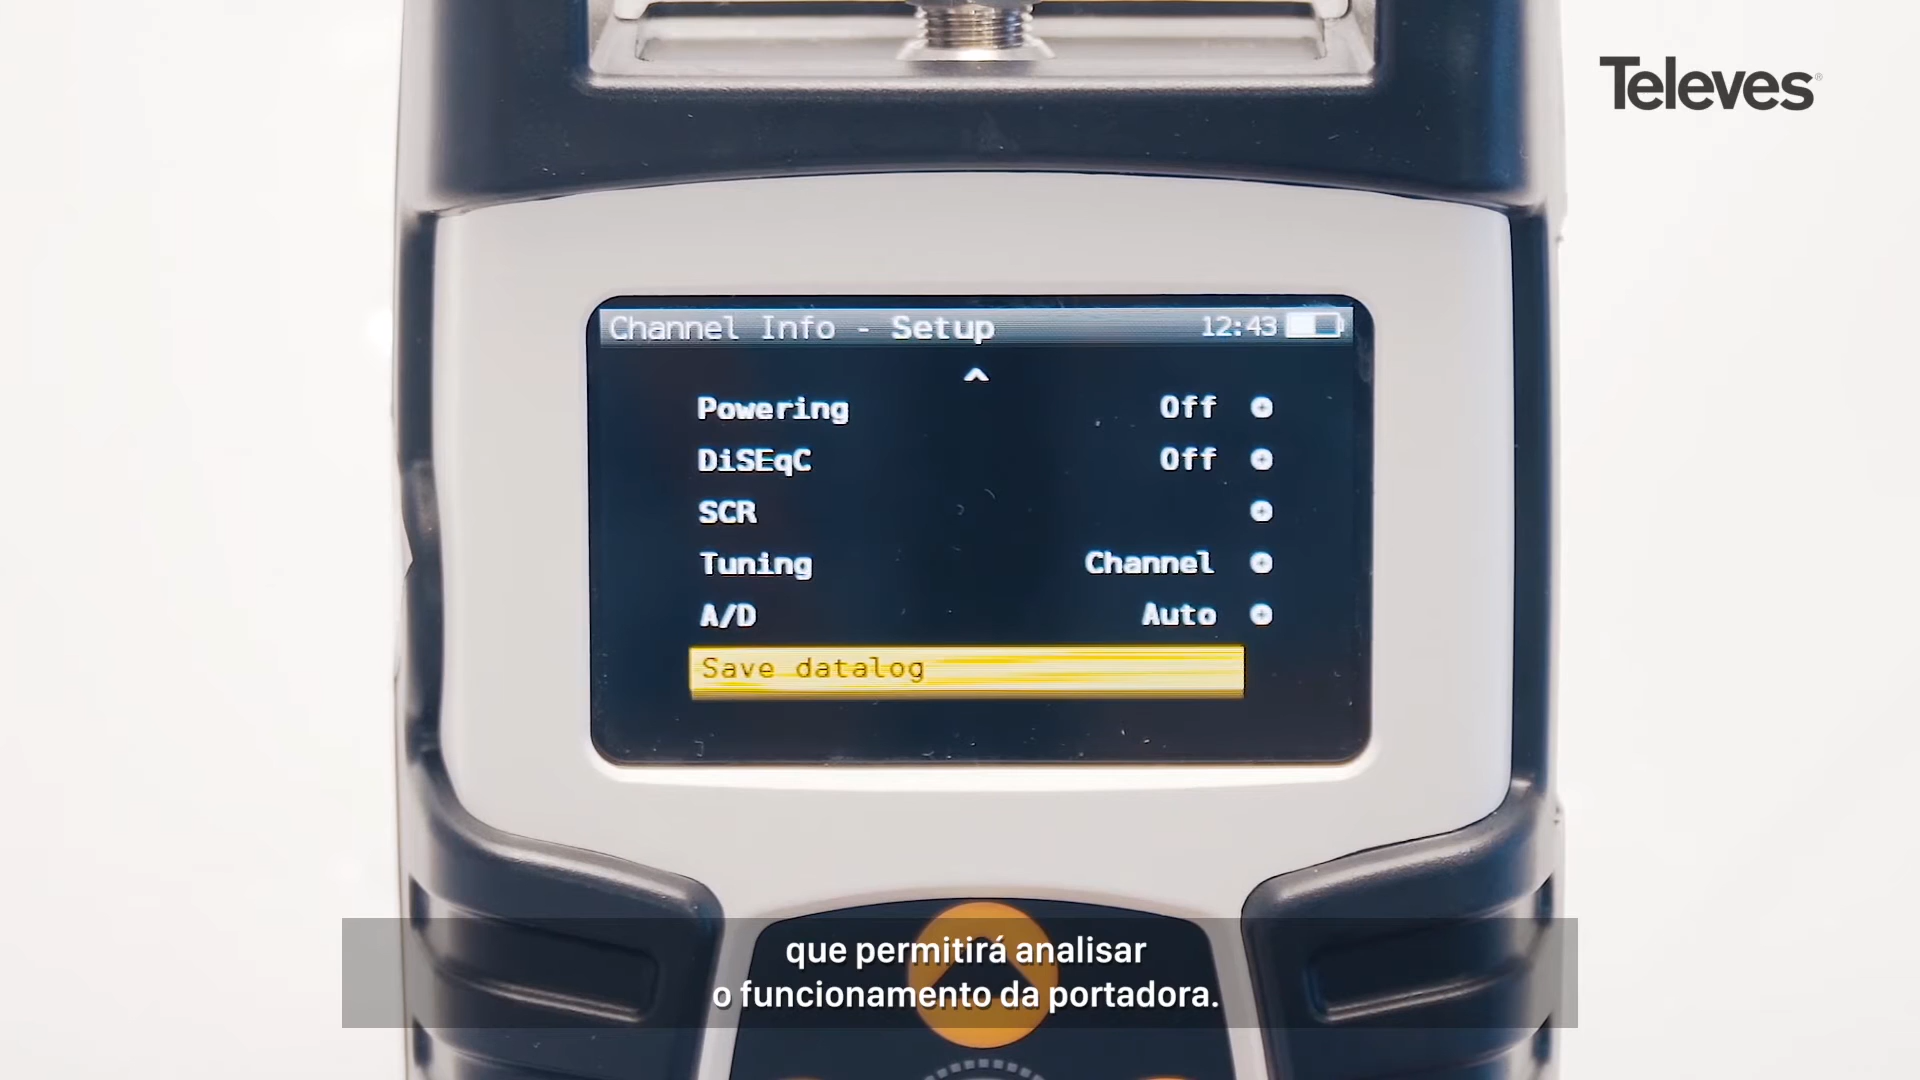 Televes
Channel Info - Setup 12:43
Powering Off
DiSEqC Off
SCR
Tuning Channel
A/D Auto
Save datalog
que permitirá analisar
o funcionamento da portadora.